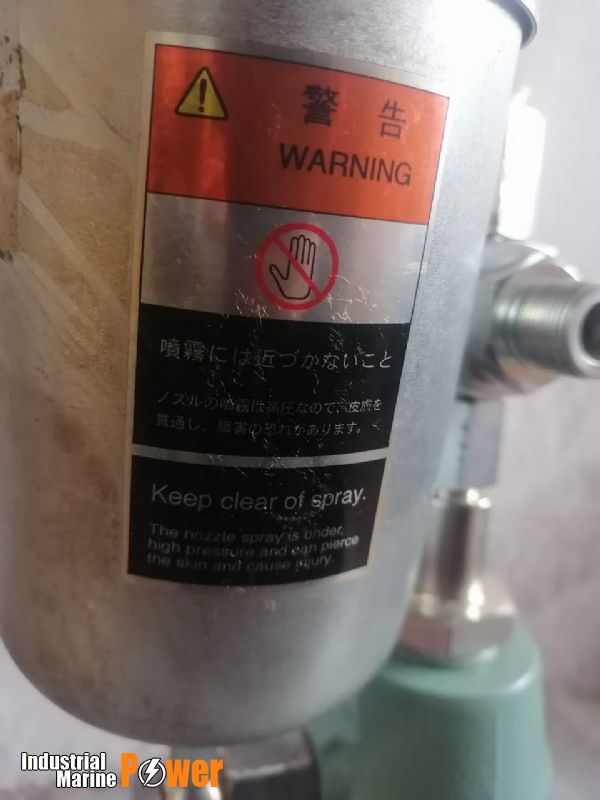 警告
WARNING
噴霧には近づかないこと
ノズルの噴霧は高圧なので、皮膚を
貫通し、障害の恐れがあります。
Keep clear of spray.
The nozzle spray is under
high pressure and can pierce
the skin and cause injury.
Industrial
Marine Power